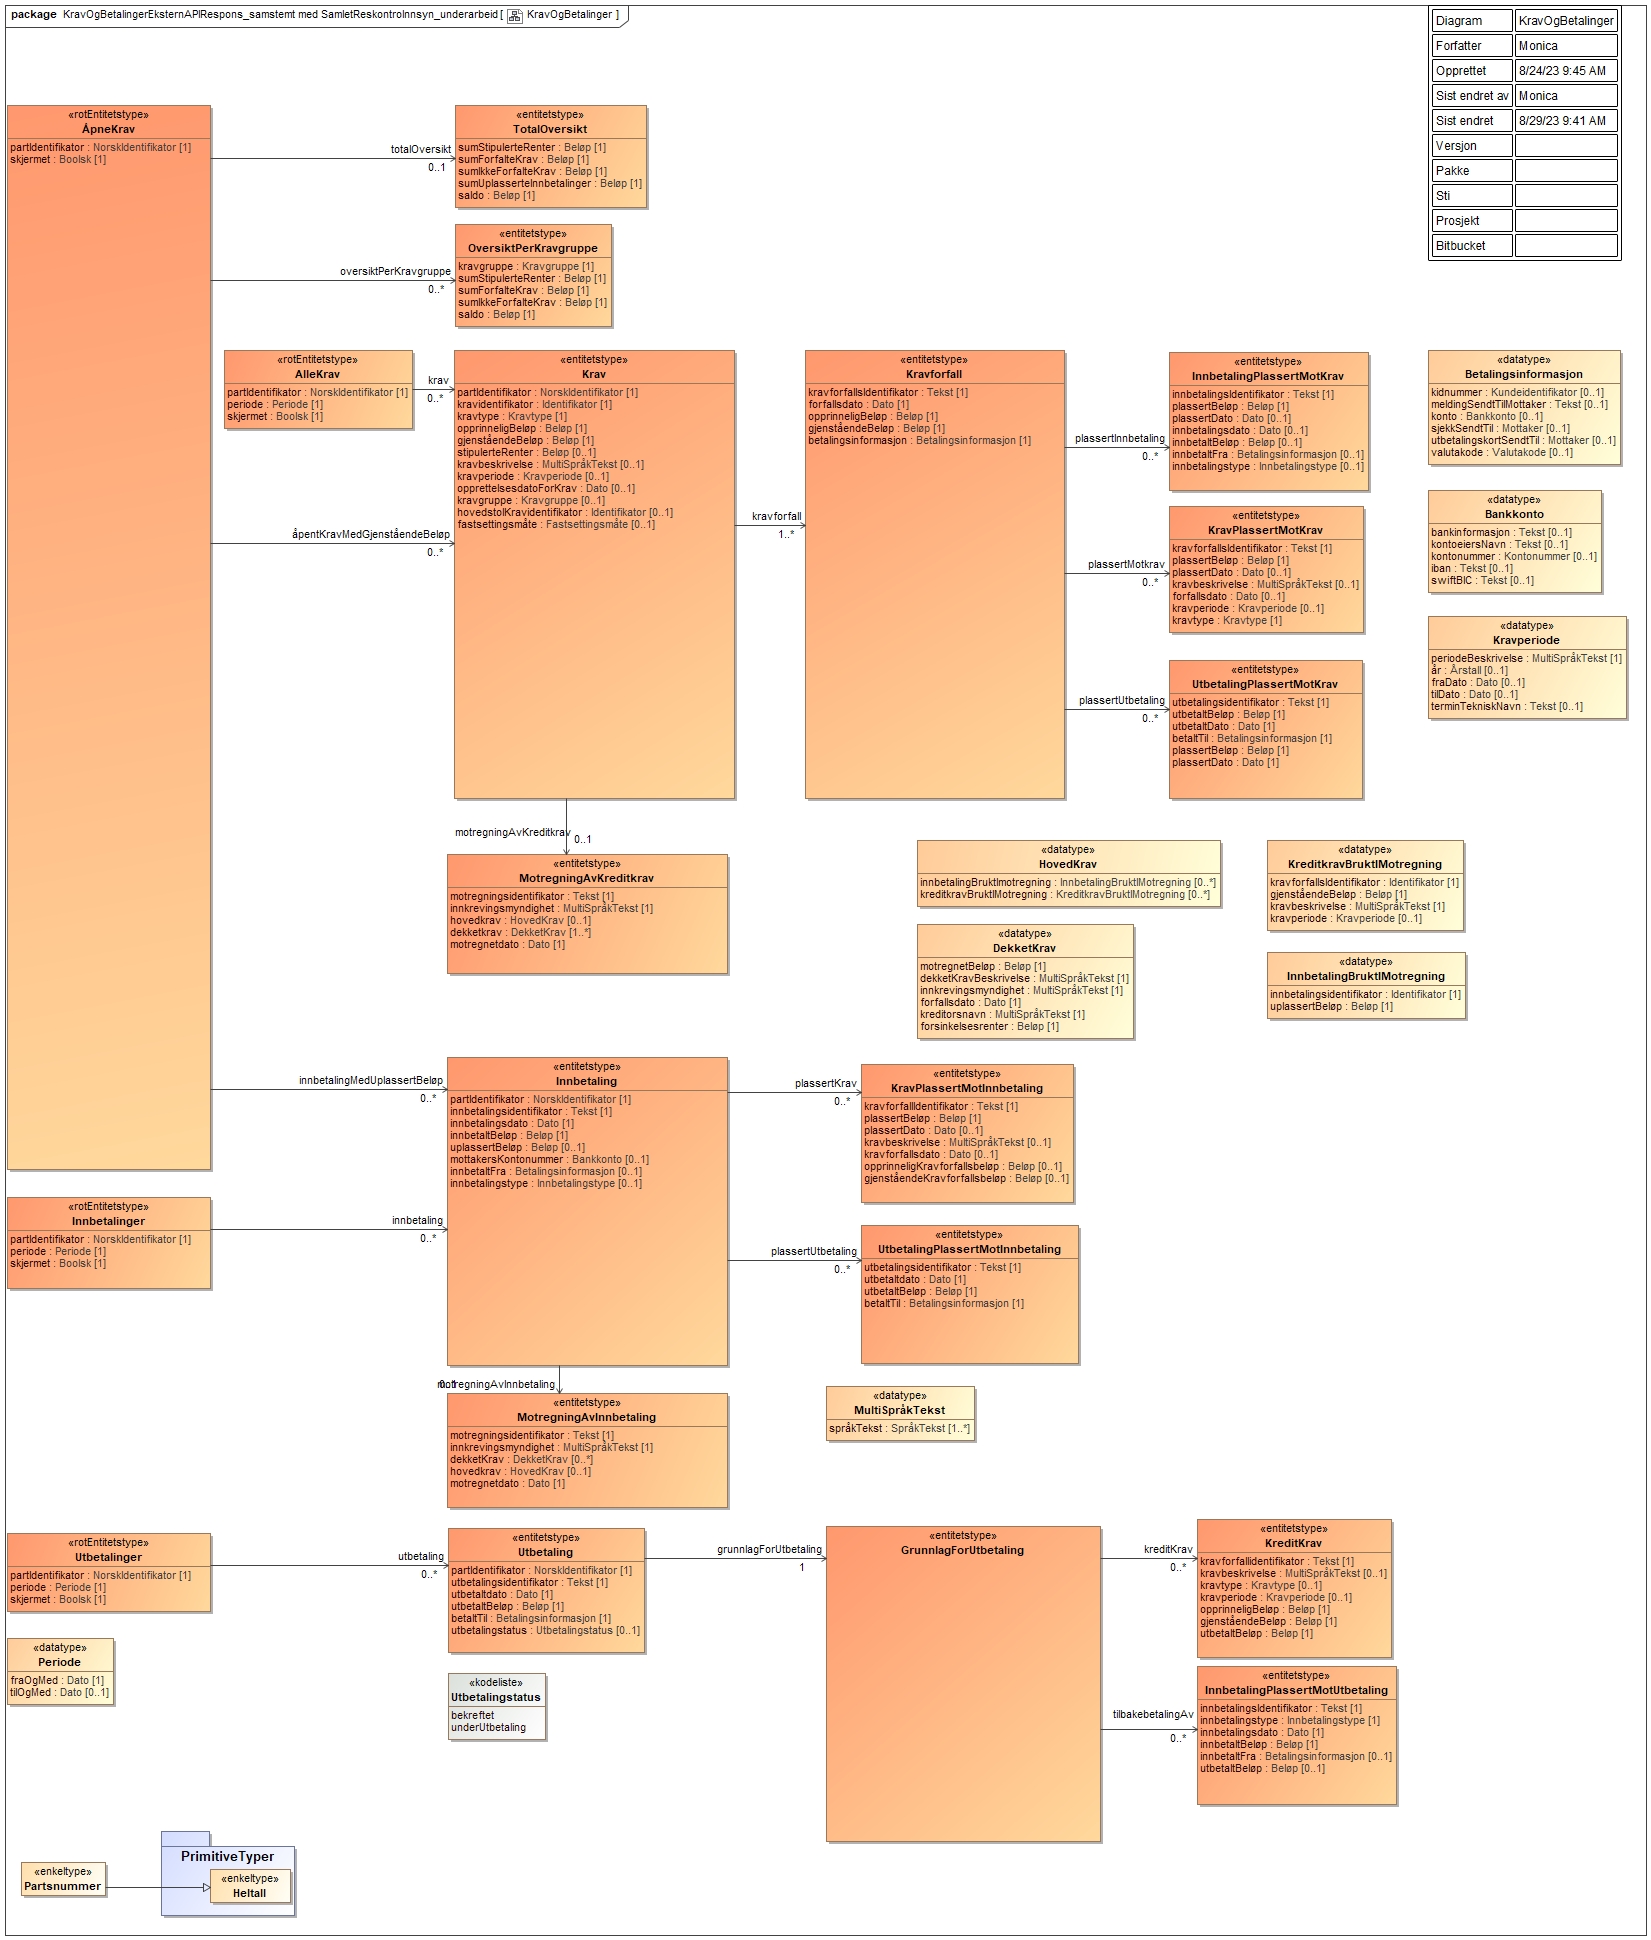 package KravOgBetalingerEksternAPIRespons_samstemt med SamletReskontroInnsyn_underarbeid[ KravOgBetalinger ]
Diagram KravOgBetalinger
Forfatter Monica
Opprettet 8/24/23 9:45 AM
Sist endret av Monica
Sist endret 8/29/23 9:41 AM
Versjon
Pakke
Sti
Prosjekt
Bitbucket
«rotEntitetstype»
ÅpneKrav
partIdentifikator : NorskIdentifikator [1]
skjermet : Boolsk [1]
totalOversikt
0..1
«entitetstype»
TotalOversikt
sumStipulerteRenter : Beløp [1]
sumForfalteKrav : Beløp [1]
sumIkkeForfalteKrav : Beløp [1]
sumUplasserteInnbetalinger : Beløp [1]
saldo : Beløp [1]
oversiktPerKravgruppe
0..*
«entitetstype»
OversiktPerKravgruppe
kravgruppe : Kravgruppe [1]
sumStipulerteRenter : Beløp [1]
sumForfalteKrav : Beløp [1]
sumIkkeForfalteKrav : Beløp [1]
saldo : Beløp [1]
«rotEntitetstype»
AlleKrav
partIdentifikator : NorskIdentifikator [1]
periode : Periode [1]
skjermet : Boolsk [1]
krav
0..*
åpentKravMedGjenståendeBeløp
0..*
«entitetstype»
Krav
partIdentifikator : NorskIdentifikator [1]
kravidentifikator : Identifikator [1]
kravtype : Kravtype [1]
opprinneligBeløp : Beløp [1]
gjenståendeBeløp : Beløp [1]
stipulerteRenter : Beløp [0..1]
kravbeskrivelse : MultiSpråkTekst [0..1]
kravperiode : Kravperiode [0..1]
opprettelsesdatoForKrav : Dato [0..1]
kravgruppe : Kravgruppe [0..1]
hovedstolKravidentifikator : Identifikator [0..1]
fastsettingsmåte : Fastsettingsmåte [0..1]
kravforfall
1..*
«entitetstype»
Kravforfall
kravforfallsIdentifikator : Tekst [1]
forfallsdato : Dato [1]
opprineligBeløp : Beløp [1]
gjenståendeBeløp : Beløp [1]
betalingsinformasjon : Betalingsinformasjon [1]
plassertInnbetaling
0..*
«entitetstype»
InnbetalingPlassertMotKrav
innbetalingsIdentifikator : Tekst [1]
plassertBeløp : Beløp [1]
plassertDato : Dato [0..1]
innbetalingsdato : Dato [0..1]
innbetaltBeløp : Beløp [0..1]
innbetaltFra : Betalingsinformasjon [0..1]
innbetalingstype : Innbetalingstype [0..1]
plassertMotkrav
0..*
«entitetstype»
KravPlassertMotKrav
kravforfallsIdentifikator : Tekst [1]
plassertBeløp : Beløp [1]
plassertDato : Dato [0..1]
kravbeskrivelse : MultiSpråkTekst [0..1]
forfallsdato : Dato [0..1]
kravperiode : Kravperiode [0..1]
kravtype : Kravtype [1]
plassertUtbetaling
0..*
«entitetstype»
UtbetalingPlassertMotKrav
utbetalingsidentifikator : Tekst [1]
utbetaltBeløp : Beløp [1]
utbetaltDato : Dato [1]
betaltTil : Betalingsinformasjon [1]
plassertBeløp : Beløp [1]
plassertDato : Dato [1]
«datatype»
Betalingsinformasjon
kidnummer : Kundeidentifikator [0..1]
meldingSendtTilMottaker : Tekst [0..1]
konto : Bankkonto [0..1]
sjekkSendtTil : Mottaker [0..1]
utbetalingskortSendtTil : Mottaker [0..1]
valutakode : Valutakode [0..1]
«datatype»
Bankkonto
bankinformasjon : Tekst [0..1]
kontoeiersNavn : Tekst [0..1]
kontonummer : Kontonummer [0..1]
iban : Tekst [0..1]
swiftBIC : Tekst [0..1]
«datatype»
Kravperiode
periodeBeskrivelse : MultiSpråkTekst [1]
år : Årstall [0..1]
fraDato : Dato [0..1]
tilDato : Dato [0..1]
terminTekniskNavn : Tekst [0..1]
motregningAvKreditkrav
0..1
«entitetstype»
MotregningAvKreditkrav
motregningsidentifikator : Tekst [1]
innkrevingsmyndighet : MultiSpråkTekst [1]
hovedkrav : HovedKrav [0..1]
dekketkrav : DekketKrav [1..*]
motregnetdato : Dato [1]
«datatype»
HovedKrav
innbetalingBruktImotregning : InnbetalingBruktIMotregning [0..*]
kreditkravBruktIMotregning : KreditkravBruktIMotregning [0..*]
«datatype»
DekketKrav
motregnetBeløp : Beløp [1]
dekketKravBeskrivelse : MultiSpråkTekst [1]
innkrevingsmyndighet : MultiSpråkTekst [1]
forfallsdato : Dato [1]
kreditorsnavn : MultiSpråkTekst [1]
forsinkelsesrenter : Beløp [1]
«datatype»
KreditkravBruktIMotregning
kravforfallsIdentifikator : Identifikator [1]
gjenståendeBeløp : Beløp [1]
kravbeskrivelse : MultiSpråkTekst [1]
kravperiode : Kravperiode [0..1]
«datatype»
InnbetalingBruktIMotregning
innbetalingsidentifikator : Identifikator [1]
uplassertBeløp : Beløp [1]
innbetalingMedUplassertBeløp
0..*
«entitetstype»
Innbetaling
partIdentifikator : NorskIdentifikator [1]
innbetalingsidentifikator : Tekst [1]
innbetalingsdato : Dato [1]
innbetaltBeløp : Beløp [1]
uplassertBeløp : Beløp [0..1]
mottakersKontonummer : Bankkonto [0..1]
innbetaltFra : Betalingsinformasjon [0..1]
innbetalingstype : Innbetalingstype [0..1]
plassertKrav
0..*
«entitetstype»
KravPlassertMotInnbetaling
kravforfallIdentifikator : Tekst [1]
plassertBeløp : Beløp [1]
plassertDato : Dato [0..1]
kravbeskrivelse : MultiSpråkTekst [0..1]
kravforfallsdato : Dato [0..1]
opprinneligKravforfallsbeløp : Beløp [0..1]
gjenståendeKravforfallsbeløp : Beløp [0..1]
«rotEntitetstype»
Innbetalinger
partIdentifikator : NorskIdentifikator [1]
periode : Periode [1]
skjermet : Boolsk [1]
innbetaling
0..*
plassertUtbetaling
0..*
«entitetstype»
UtbetalingPlassertMotInnbetaling
utbetalingsidentifikator : Tekst [1]
utbetaltdato : Dato [1]
utbetaltBeløp : Beløp [1]
betaltTil : Betalingsinformasjon [1]
motregningAvInnbetaling
0..1
«entitetstype»
MotregningAvInnbetaling
motregningsidentifikator : Tekst [1]
innkrevingsmyndighet : MultiSpråkTekst [1]
dekketKrav : DekketKrav [0..*]
hovedkrav : HovedKrav [0..1]
motregnetdato : Dato [1]
«datatype»
MultiSpråkTekst
språkTekst : SpråkTekst [1..*]
«rotEntitetstype»
Utbetalinger
partIdentifikator : NorskIdentifikator [1]
periode : Periode [1]
skjermet : Boolsk [1]
utbetaling
0..*
«entitetstype»
Utbetaling
partIdentifikator : NorskIdentifikator [1]
utbetalingsidentifikator : Tekst [1]
utbetaltdato : Dato [1]
utbetaltBeløp : Beløp [1]
betaltTil : Betalingsinformasjon [1]
utbetalingstatus : Utbetalingstatus [0..1]
grunnlagForUtbetaling
1
«entitetstype»
GrunnlagForUtbetaling
kreditKrav
0..*
«entitetstype»
KreditKrav
kravforfallidentifikator : Tekst [1]
kravbeskrivelse : MultiSpråkTekst [0..1]
kravtype : Kravtype [0..1]
kravperiode : Kravperiode [0..1]
opprinneligBeløp : Beløp [1]
gjenståendeBeløp : Beløp [1]
utbetaltBeløp : Beløp [1]
tilbakebetalingAv
0..*
«entitetstype»
InnbetalingPlassertMotUtbetaling
innbetalingsIdentifikator : Tekst [1]
innbetalingstype : Innbetalingstype [1]
innbetalingsdato : Dato [1]
innbetaltBeløp : Beløp [1]
innbetaltFra : Betalingsinformasjon [0..1]
utbetaltBeløp : Beløp [0..1]
«datatype»
Periode
fraOgMed : Dato [1]
tilOgMed : Dato [0..1]
«kodeliste»
Utbetalingstatus
bekreftet
underUtbetaling
«enkeltype»
Partsnummer
PrimitiveTyper
«enkeltype»
Heltall